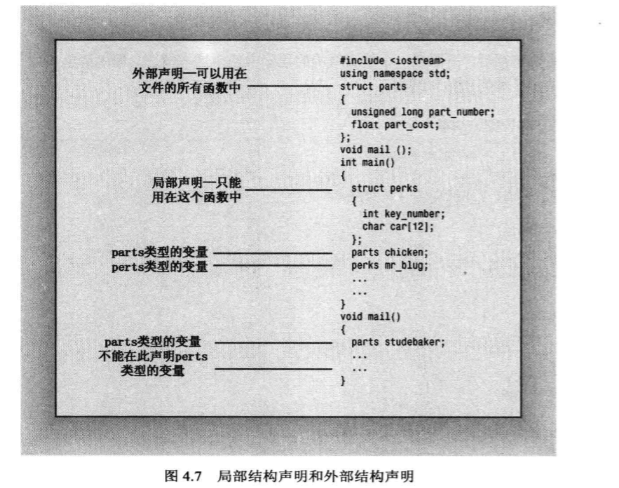 外部声明—可以用在
文件的所有函数中
局部声明—只能
用在这个函数中
parts类型的变量
perts类型的变量
parts类型的变量
不能在此声明perts
类型的变量
#include <iostream>
using namespace std;
struct parts
{
unsigned long part_number;
float part_cost;
};
void mail ();
int main()
{
struct perks
{
int key_number;
char car[12];
};
parts chicken;
perks mr_blug;
...
...
}
void mail()
{
parts studebaker;
...
...
}
图 4.7 局部结构声明和外部结构声明